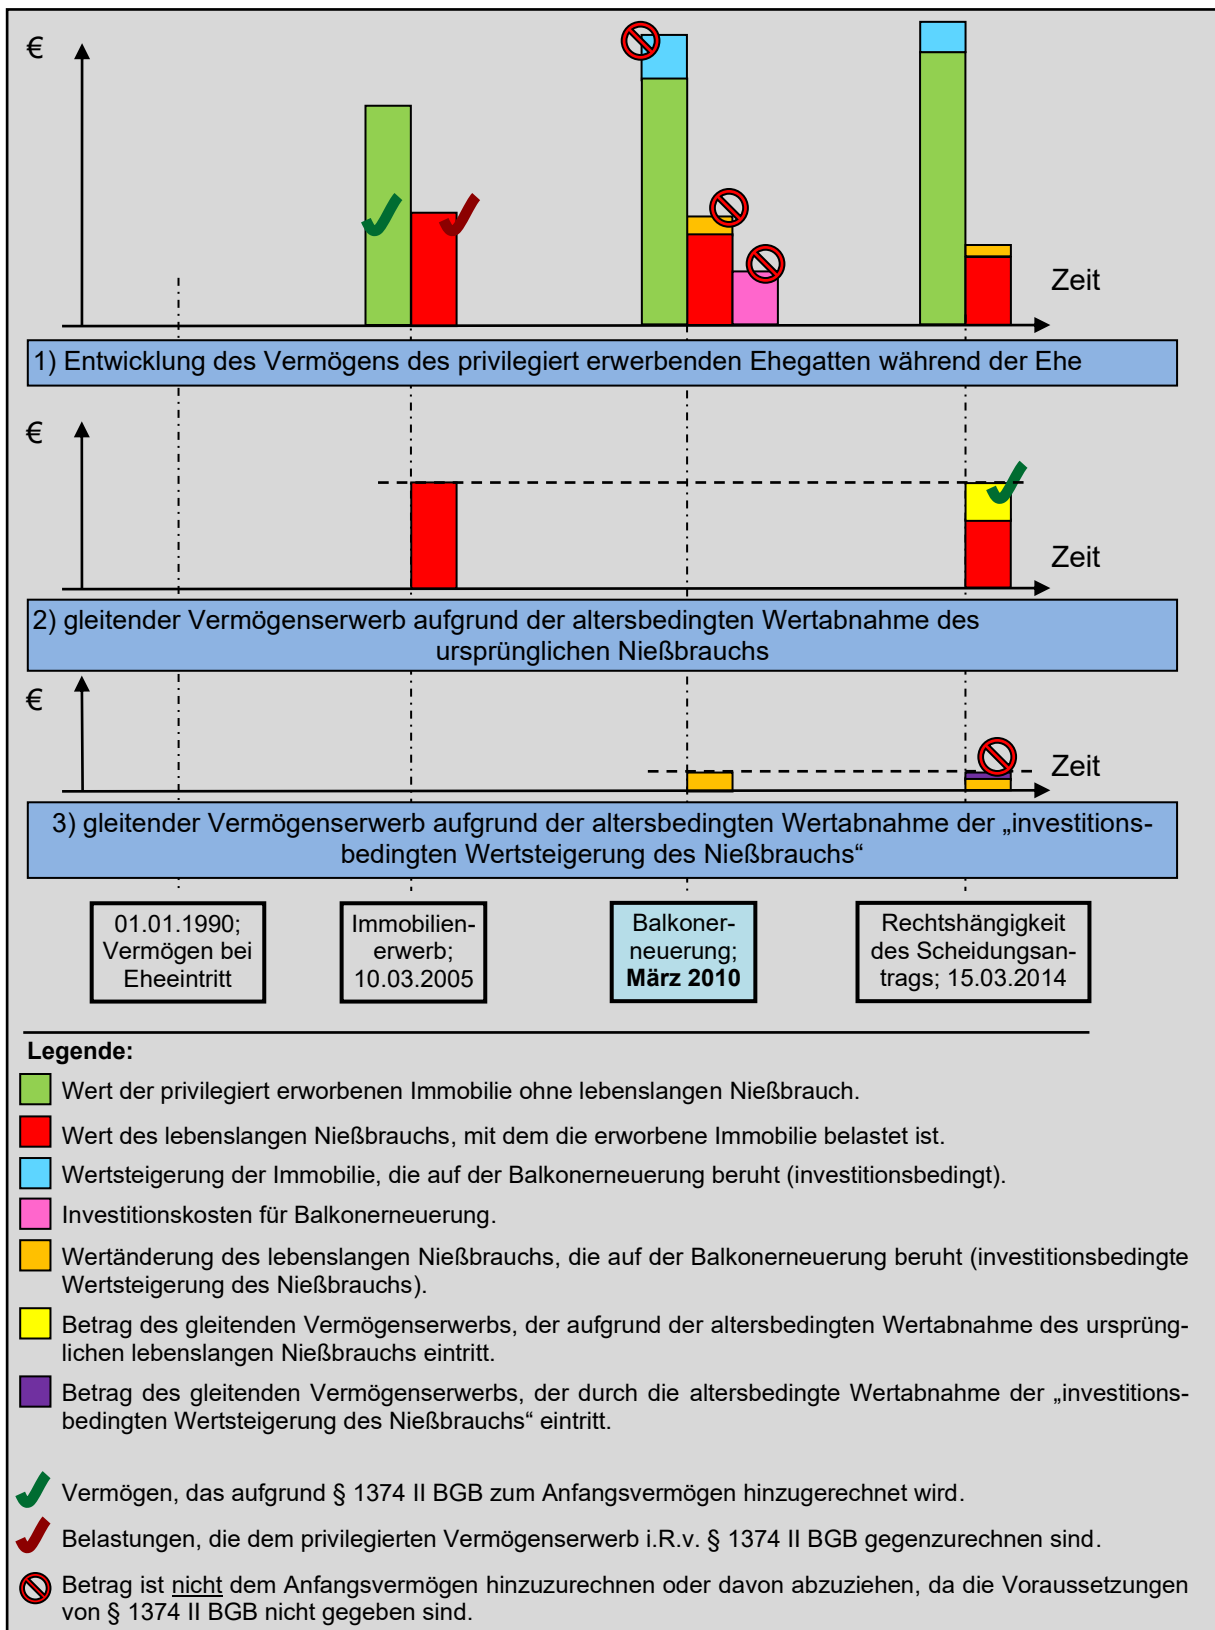 €
Zeit
1) Entwicklung des Vermögens des privilegiert erwerbenden Ehegatten während der Ehe
€
Zeit
2) gleitender Vermögenserwerb aufgrund der altersbedingten Wertabnahme des
ursprünglichen Nießbrauchs
€
Zeit
3) gleitender Vermögenserwerb aufgrund der altersbedingten Wertabnahme der „investitions-
bedingten Wertsteigerung des Nießbrauchs“
01.01.1990;
Vermögen bei
Eheeintritt
Immobilien-
erwerb;
10.03.2005
Balkoner-
neuerung;
März 2010
Rechtshängigkeit
des Scheidungsan-
trags; 15.03.2014
Legende:
Wert der privilegiert erworbenen Immobilie ohne lebenslangen Nießbrauch.
Wert des lebenslangen Nießbrauchs, mit dem die erworbene Immobilie belastet ist.
Wertsteigerung der Immobilie, die auf der Balkonerneuerung beruht (investitionsbedingt).
Investitionskosten für Balkonerneuerung.
Wertänderung des lebenslangen Nießbrauchs, die auf der Balkonerneuerung beruht (investitionsbedingte
Wertsteigerung des Nießbrauchs).
Betrag des gleitenden Vermögenserwerbs, der aufgrund der altersbedingten Wertabnahme des ursprüng-
lichen lebenslangen Nießbrauchs eintritt.
Betrag des gleitenden Vermögenserwerbs, der durch die altersbedingte Wertabnahme der „investitions-
bedingten Wertsteigerung des Nießbrauchs“ eintritt.
Vermögen, das aufgrund § 1374 II BGB zum Anfangsvermögen hinzugerechnet wird.
Belastungen, die dem privilegierten Vermögenserwerb i.R.v. § 1374 II BGB gegenzurechnen sind.
Betrag ist nicht dem Anfangsvermögen hinzuzurechnen oder davon abzuziehen, da die Voraussetzungen
von § 1374 II BGB nicht gegeben sind.